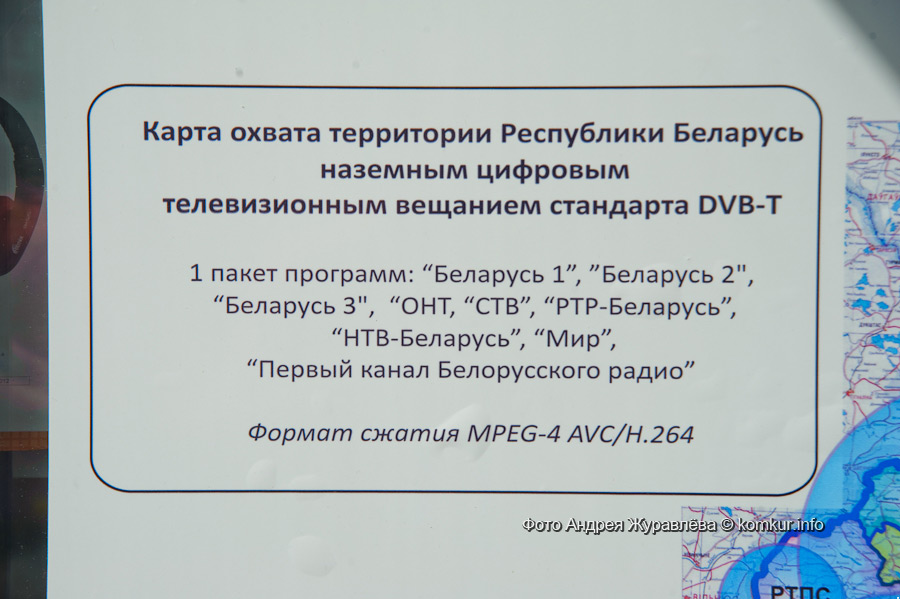 Карта охвата территории Республики Беларусь
наземным цифровым
телевизионным вещанием стандарта DVB-T
1 пакет программ: “Беларусь 1”, ”Беларусь 2",
“Беларусь 3", “ОНТ, “СТВ”, “РТР-Беларусь”,
“НТВ-Беларусь”, “Мир”,
“Первый канал Белорусского радио”
Формат сжатия MPEG-4 AVC/H.264
Фото Андрея Журавлёва © komkur.info
РТПС